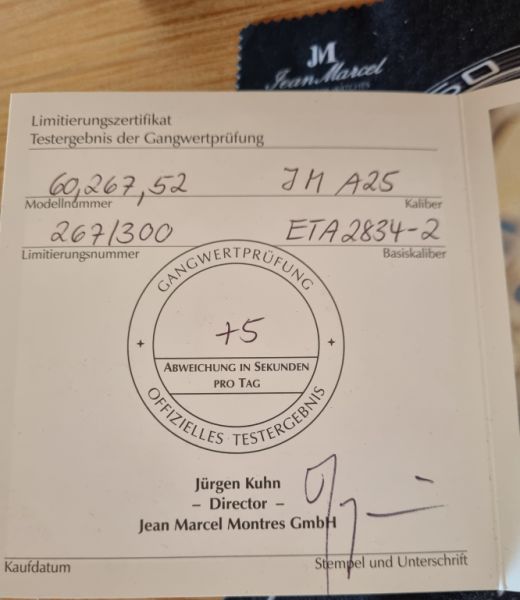 JM
Jean Marcel
Limitierungszertifikat
Testergebnis der Gangwertprüfung
60,267,52 JM A25
Modellnummer Kaliber
267/300 ETA 2834-2
Limitierungsnummer Basiskaliber
GANGWERTPRÜFUNG
+5
ABWEICHUNG IN SEKUNDEN
PRO TAG
OFFIZIELLES TESTERGEBNIS
Jürgen Kuhn
– Director –
Jean Marcel Montres GmbH
Kaufdatum Stempel und Unterschrift